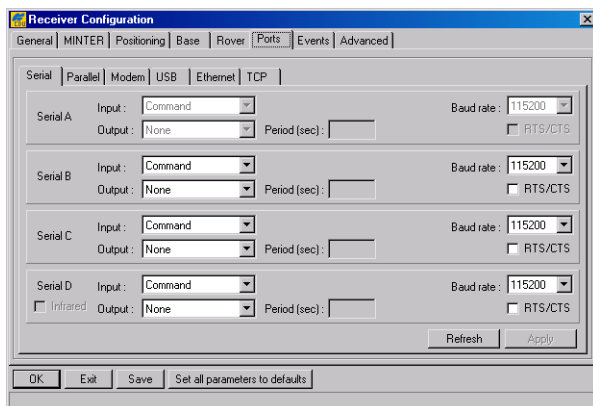 Receiver Configuration
General MINTER Positioning Base Rover Ports Events Advanced
Serial Parallel Modem USB Ethernet TCP
Serial A Input : Command Baud rate : 115200
Output : None Period (sec) : RTS/CTS
Serial B Input : Command Baud rate : 115200
Output : None Period (sec) : RTS/CTS
Serial C Input : Command Baud rate : 115200
Output : None Period (sec) : RTS/CTS
Serial D Input : Command Baud rate : 115200
Infrared Output : None Period (sec) : RTS/CTS
Refresh Apply
OK Exit Save Set all parameters to defaults